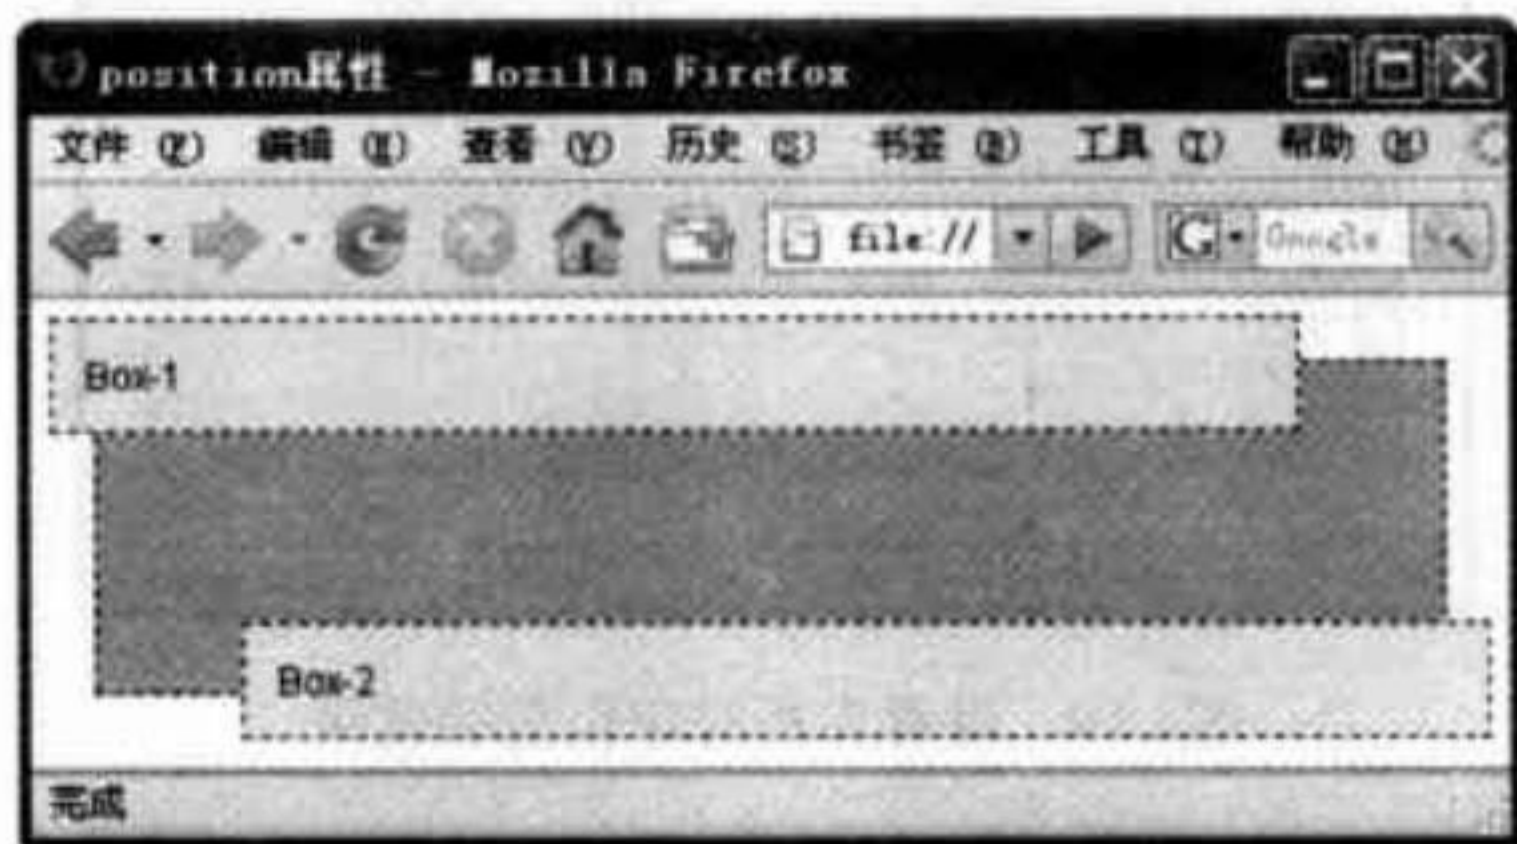 position属性 - Mozilla Firefox
文件 (F) 编辑 (E) 查看 (V) 历史 (S) 书签 (B) 工具 (T) 帮助 (H)
file:// G Google
Box-1
Box-2
完成